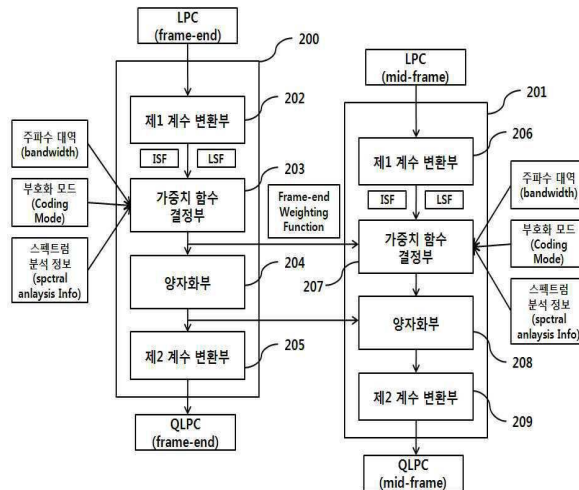 LPC
(frame-end)
200
제1 계수 변환부
202
ISF
LSF
203
주파수 대역
(bandwidth)
부호화 모드
(Coding
Mode)
스펙트럼
분석 정보
(spctral
anlaysis Info)
가중치 함수
결정부
Frame-end
Weighting
Function
양자화부
204
제2 계수 변환부
205
QLPC
(frame-end)
LPC
(mid-frame)
201
제1 계수 변환부
206
ISF
LSF
주파수 대역
(bandwidth)
부호화 모드
(Coding
Mode)
스펙트럼
분석 정보
(spctral
anlaysis Info)
가중치 함수
결정부
207
양자화부
208
제2 계수 변환부
209
QLPC
(mid-frame)